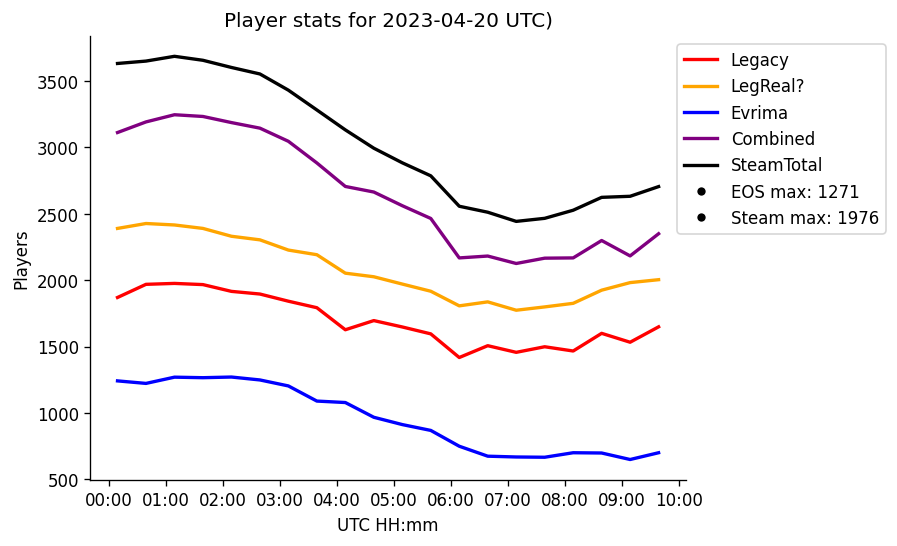 Player stats for 2023-04-20 UTC)
Players
3500
3000
2500
2000
1500
1000
500
00:00 01:00 02:00 03:00 04:00 05:00 06:00 07:00 08:00 09:00 10:00
UTC HH:mm
Legacy
LegReal?
Evrima
Combined
SteamTotal
EOS max: 1271
Steam max: 1976